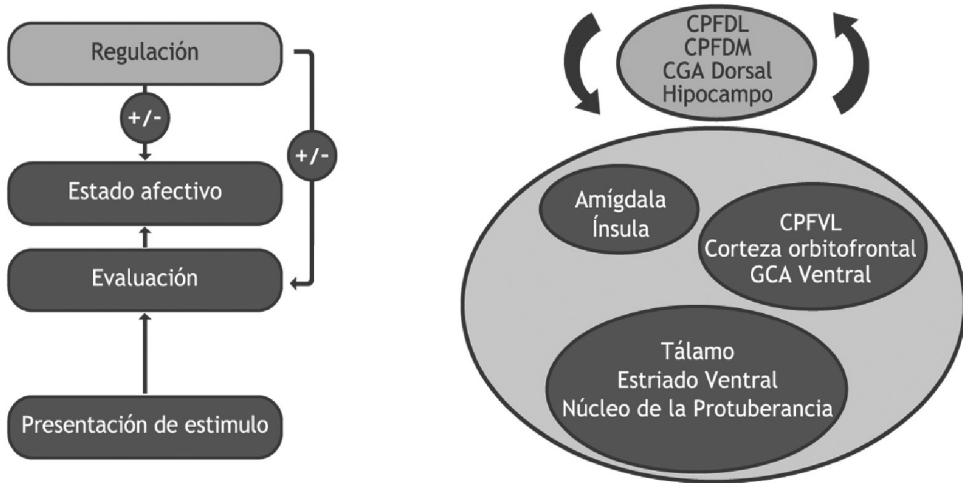 Regulación
+/-
+/-
Estado afectivo
Evaluación
Presentación de estimulo
CPFDL
CPFDM
CGA Dorsal
Hipocampo
Amígdala
Ínsula
CPFVL
Corteza orbitofrontal
GCA Ventral
Tálamo
Estriado Ventral
Núcleo de la Protuberancia